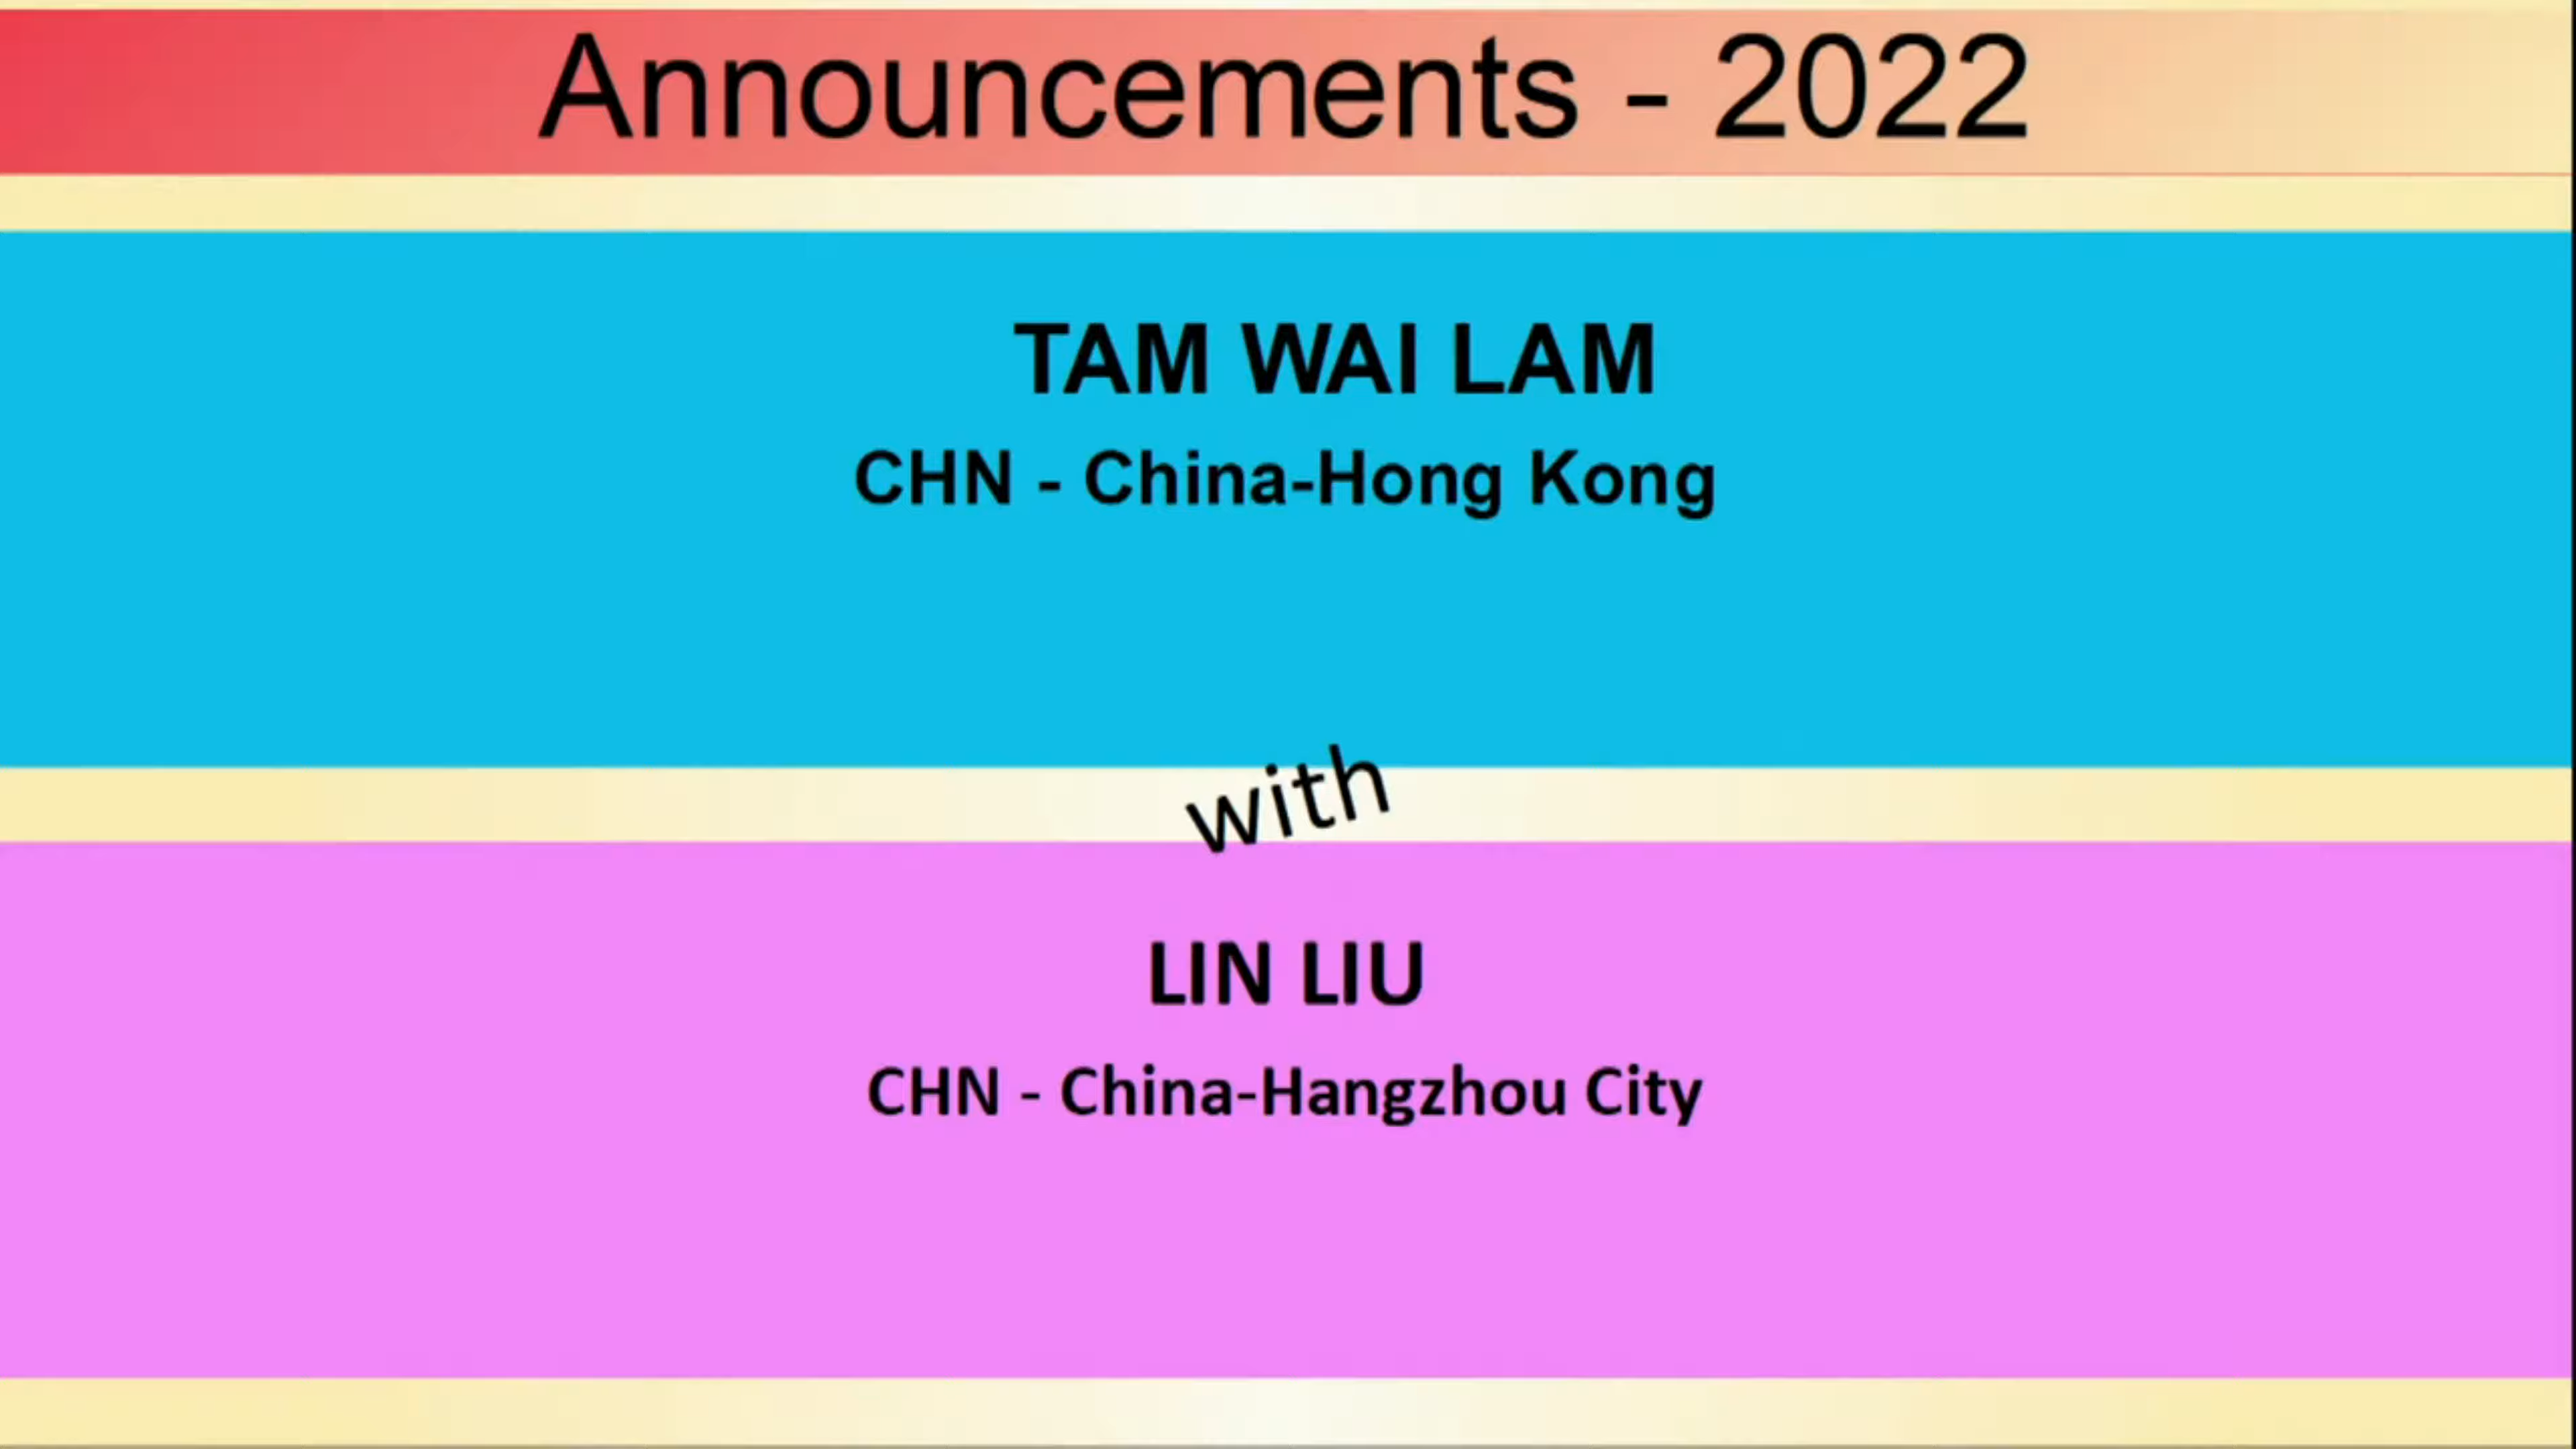 Announcements - 2022
TAM WAI LAM
CHN - China-Hong Kong
with
LIN LIU
CHN - China-Hangzhou City